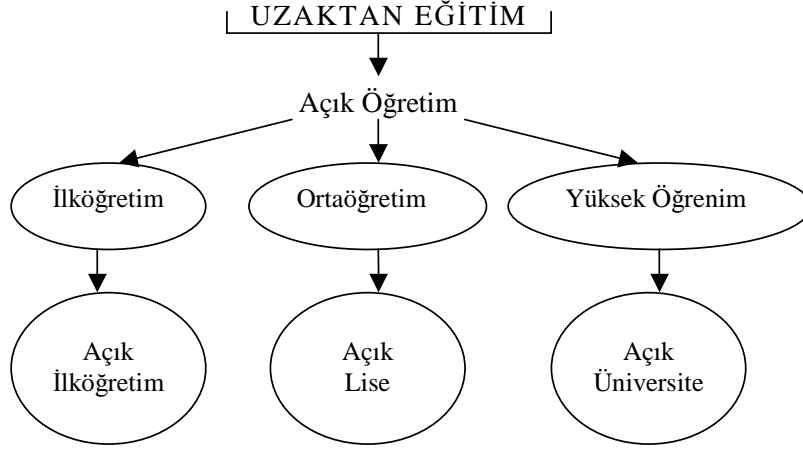 UZAKTAN EĞİTİM
Açık Öğretim
İlköğretim
Ortaöğretim
Yüksek Öğrenim
Açık
İlköğretim
Açık
Lise
Açık
Üniversite